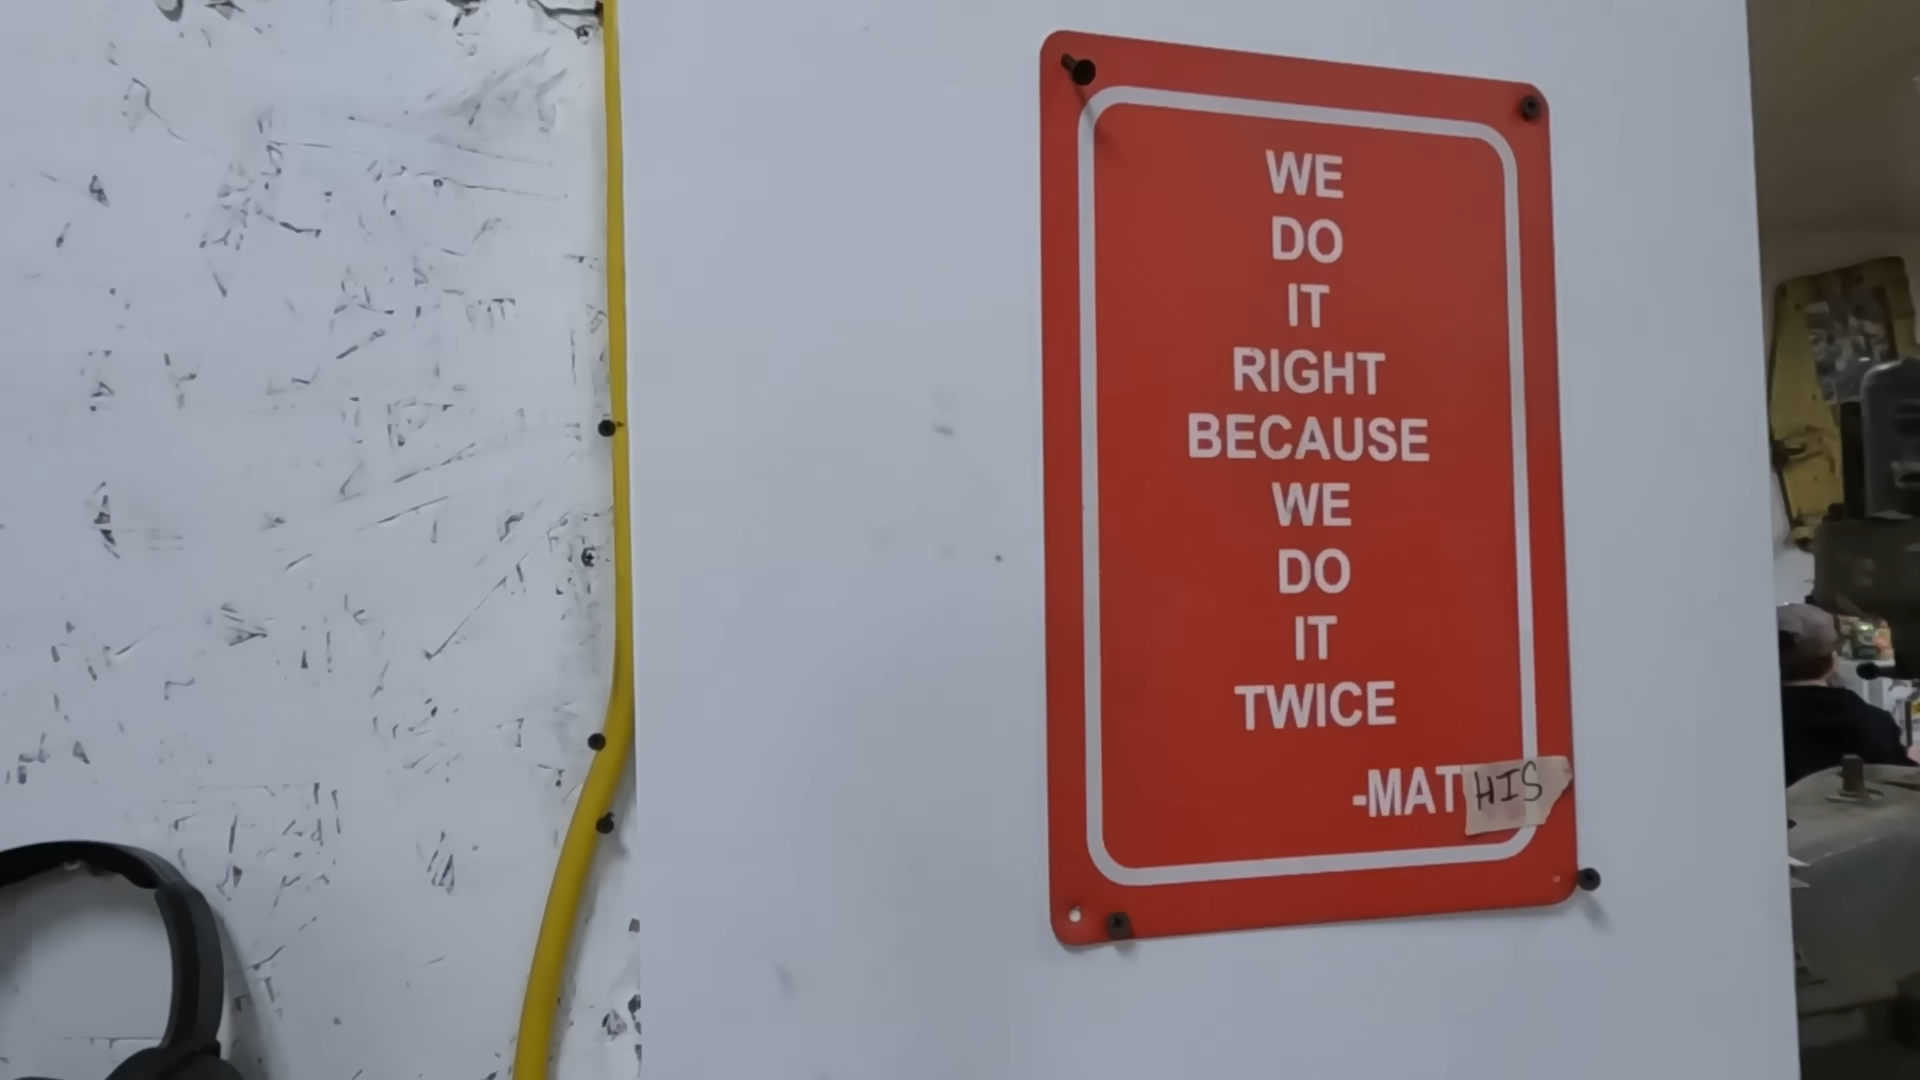 WE
DO
IT
RIGHT
BECAUSE
WE
DO
IT
TWICE
-MATHIS